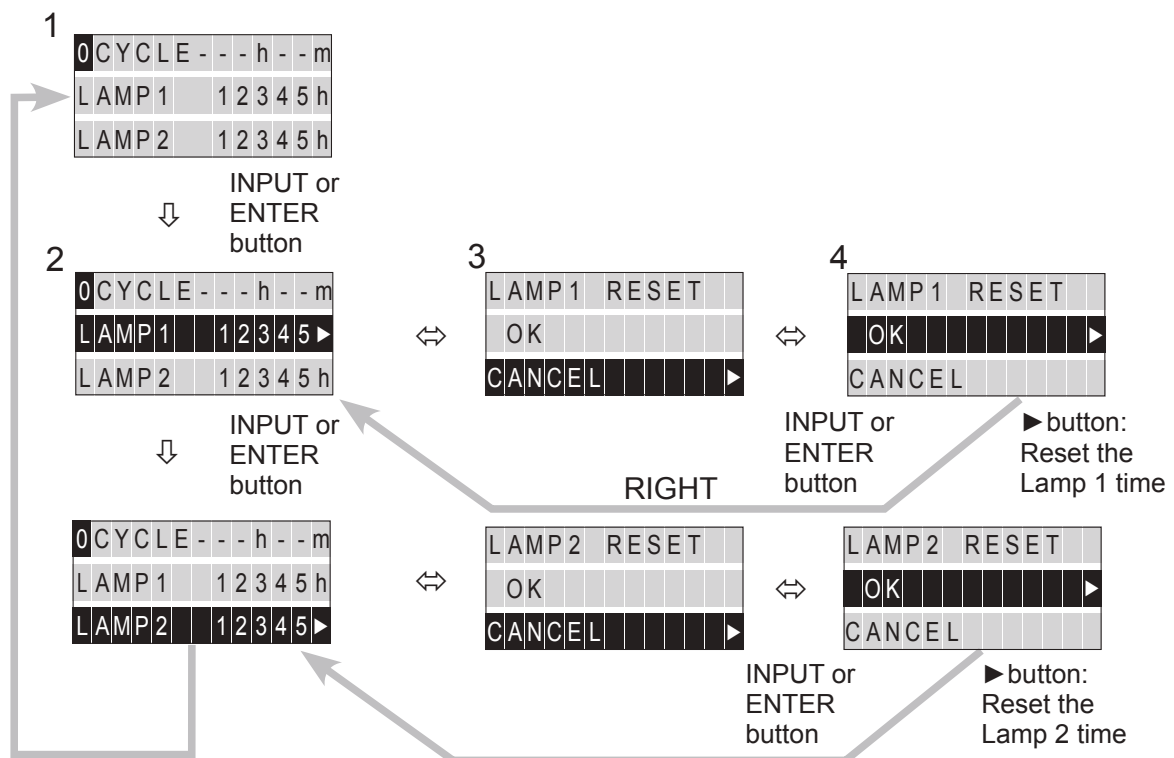 1
0CYCLE---h--m
LAMP1 12345h
LAMP2 12345h
INPUT or
ENTER
button
2
0CYCLE---h--m
LAMP1 12345►
LAMP2 12345h
3
LAMP1 RESET
OK
CANCEL ►
4
LAMP1 RESET
OK ►
CANCEL
INPUT or
ENTER
button
RIGHT
INPUT or
ENTER
button
► button:
Reset the
Lamp 1 time
0CYCLE---h--m
LAMP1 12345h
LAMP2 12345►
LAMP2 RESET
OK
CANCEL ►
LAMP2 RESET
OK ►
CANCEL
INPUT or
ENTER
button
► button:
Reset the
Lamp 2 time